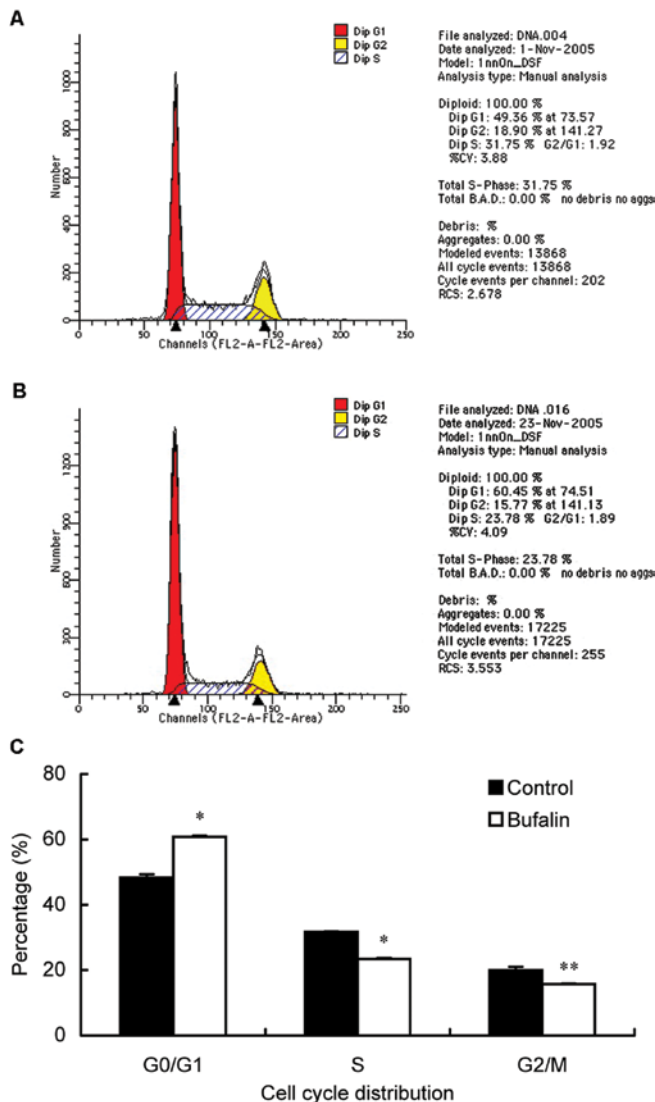 A
Dip G1
Dip G2
Dip S
Number
0 200 400 600 800 1000
0 50 100 150 200 250
Channels (FL2-A-FL2-Area)
File analyzed: DNA.004
Date analyzed: 1-Nov-2005
Model: 1nn0n_DSF
Analysis type: Manual analysis
Diploid: 100.00 %
Dip G1: 49.36 % at 73.57
Dip G2: 18.90 % at 141.27
Dip S: 31.75 % G2/G1: 1.92
%CV: 3.88
Total S-Phase: 31.75 %
Total B.A.D.: 0.00 % no debris no aggs
Debris: %
Aggregates: 0.00 %
Modeled events: 13868
All cycle events: 13868
Cycle events per channel: 202
RCS: 2.678
B
Dip G1
Dip G2
Dip S
Number
0 300 600 900 1200
0 50 100 150 200 250
Channels (FL2-A-FL2-Area)
File analyzed: DNA .016
Date analyzed: 23-Nov-2005
Model: 1nn0n_DSF
Analysis type: Manual analysis
Diploid: 100.00 %
Dip G1: 60.45 % at 74.51
Dip G2: 15.77 % at 141.13
Dip S: 23.78 % G2/G1: 1.89
%CV: 4.09
Total S-Phase: 23.78 %
Total B.A.D.: 0.00 % no debris no aggs
Debris: %
Aggregates: 0.00 %
Modeled events: 17225
All cycle events: 17225
Cycle events per channel: 255
RCS: 3.553
C
Percentage (%)
80
60
40
20
0
Control
Bufalin
*
*
**
G0/G1 S G2/M
Cell cycle distribution